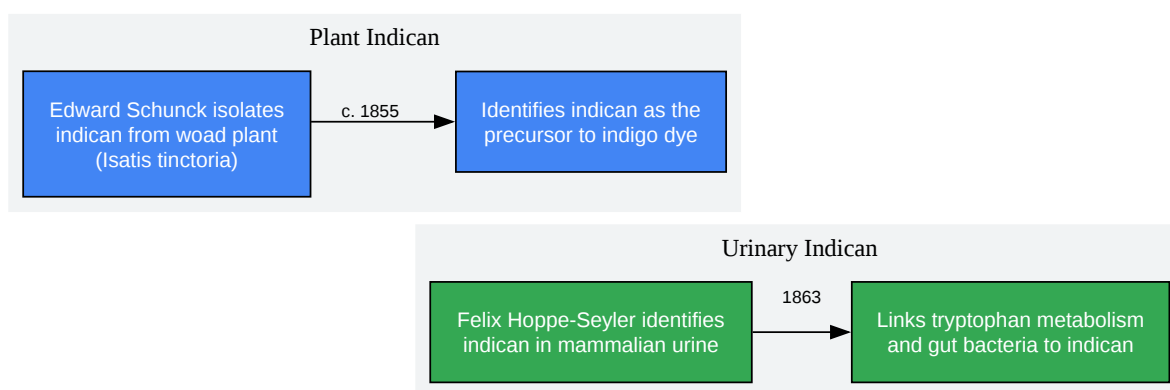 Plant Indican
Edward Schunck isolates
indican from woad plant
(Isatis tinctoria)
c. 1855
Identifies indican as the
precursor to indigo dye
Urinary Indican
Felix Hoppe-Seyler identifies
indican in mammalian urine
1863
Links tryptophan metabolism
and gut bacteria to indican